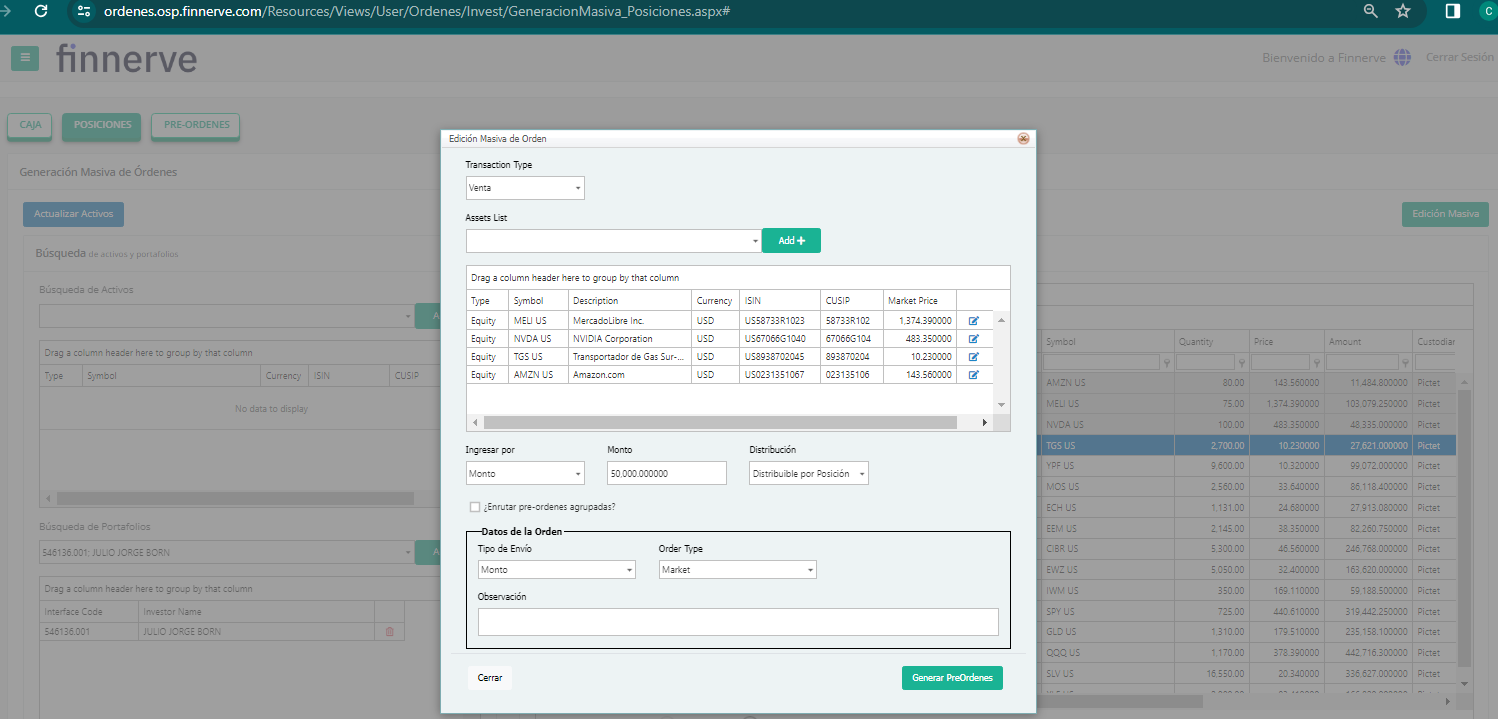 ordenes.osp.finnerve.com/Resources/Views/User/Ordenes/Invest/GeneracionMasiva_Posiciones.aspx#
C
finnerve
Bienvenido a Finnerve
Cerrar Sesión
CAJA
POSICIONES
PRE-ORDENES
Generación Masiva de Órdenes
Actualizar Activos
Edición Masiva
Búsqueda de activos y portafolios
Búsqueda de Activos
Drag a column header here to group by that column
Type Symbol Currency ISIN CUSIP
No data to display
Búsqueda de Portafolios
546136.001; JULIO JORGE BORN
Drag a column header here to group by that column
Interface Code Investor Name
546136.001 JULIO JORGE BORN
Edición Masiva de Orden
Transaction Type
Venta
Assets List
Add +
Drag a column header here to group by that column
Type Symbol Description Currency ISIN CUSIP Market Price
Equity MELI US MercadoLibre Inc. USD US58733R1023 58733R102 1,374.390000
Equity NVDA US NVIDIA Corporation USD US67066G1040 67066G104 483.350000
Equity TGS US Transportador de Gas Sur-... USD US8938702045 893870204 10.230000
Equity AMZN US Amazon.com USD US0231351067 023135106 143.560000
Ingresar por Monto Distribución
Monto 50,000.000000 Distribuible por Posición
¿Enrutar pre-ordenes agrupadas?
Datos de la Orden
Tipo de Envío Order Type
Monto Market
Observación
Cerrar
Generar PreOrdenes
Symbol Quantity Price Amount Custodian
AMZN US 80.00 143.560000 11,484.800000 Pictet
MELI US 75.00 1,374.390000 103,079.250000 Pictet
NVDA US 100.00 483.350000 48,335.000000 Pictet
TGS US 2,700.00 10.230000 27,621.000000 Pictet
YPF US 9,600.00 10.320000 99,072.000000 Pictet
MOS US 2,560.00 33.640000 86,118.400000 Pictet
ECH US 1,131.00 24.680000 27,913.080000 Pictet
EEM US 2,145.00 38.350000 82,260.750000 Pictet
CIBR US 5,300.00 46.560000 246,768.000000 Pictet
EWZ US 5,050.00 32.400000 163,620.000000 Pictet
IWM US 350.00 169.110000 59,188.500000 Pictet
SPY US 725.00 440.610000 319,442.250000 Pictet
GLD US 1,310.00 179.510000 235,158.100000 Pictet
QQQ US 1,170.00 378.390000 442,716.300000 Pictet
SLV US 16,550.00 20.340000 336,627.000000 Pictet